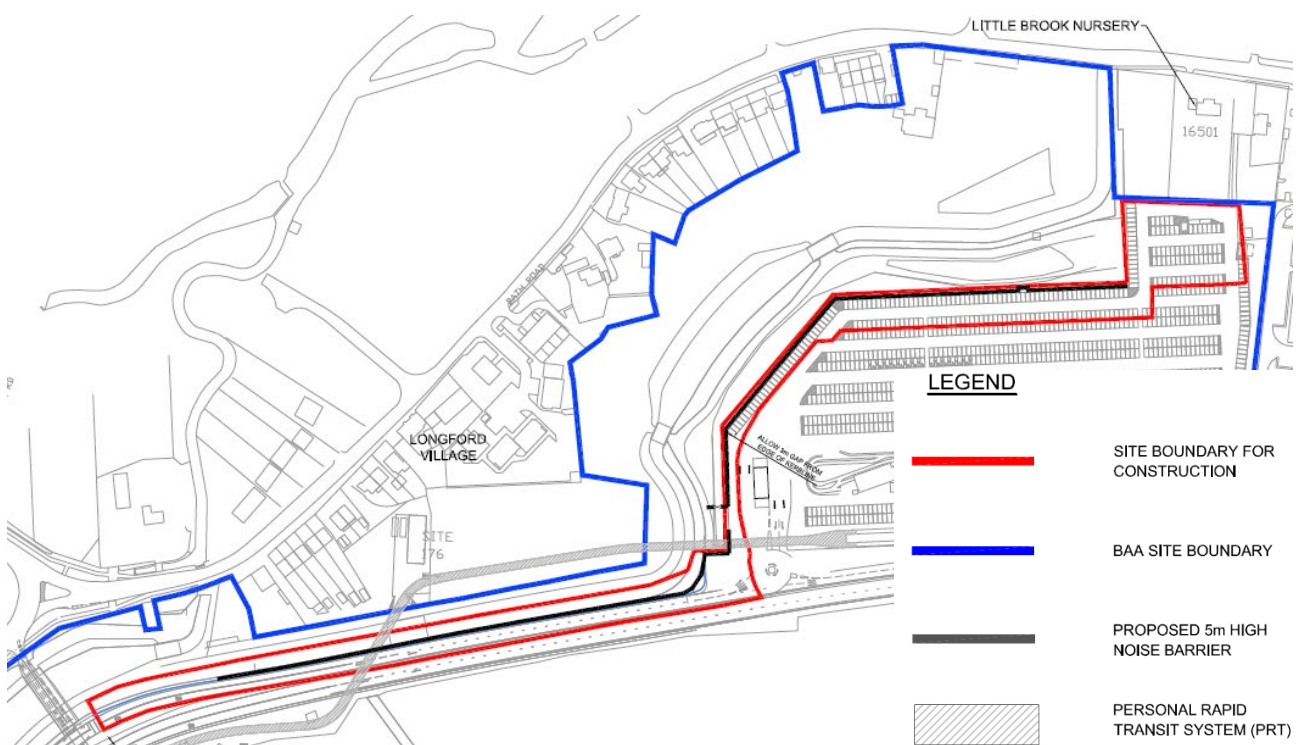 LITTLE BROOK NURSERY
16501
BATH ROAD
LONGFORD
VILLAGE
ALLOW 3m GAP FROM
EDGE OF KERBLINE
SITE
176
LEGEND
SITE BOUNDARY FOR
CONSTRUCTION
BAA SITE BOUNDARY
PROPOSED 5m HIGH
NOISE BARRIER
PERSONAL RAPID
TRANSIT SYSTEM (PRT)